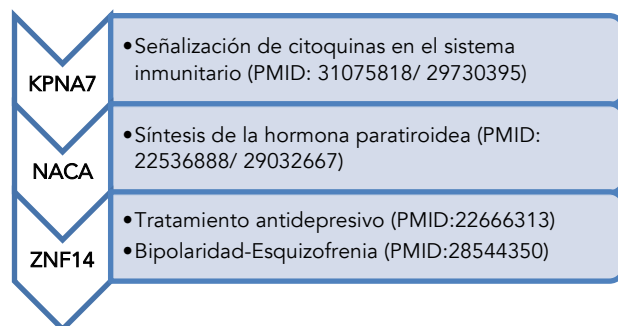 KPNA7
•Señalización de citoquinas en el sistema
inmunitario (PMID: 31075818/ 29730395)
NACA
•Síntesis de la hormona paratiroidea (PMID:
22536888/ 29032667)
ZNF14
•Tratamiento antidepresivo (PMID:22666313)
•Bipolaridad-Esquizofrenia (PMID:28544350)